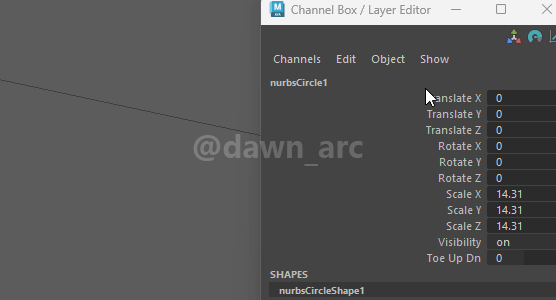 Channel Box / Layer Editor
Channels Edit Object Show
nurbsCircle1
Translate X 0
Translate Y 0
Translate Z 0
@dawn_arc
Rotate X 0
Rotate Y 0
Rotate Z 0
Scale X 14.31
Scale Y 14.31
Scale Z 14.31
Visibility on
Toe Up Dn 0
SHAPES
nurbsCircleShape1